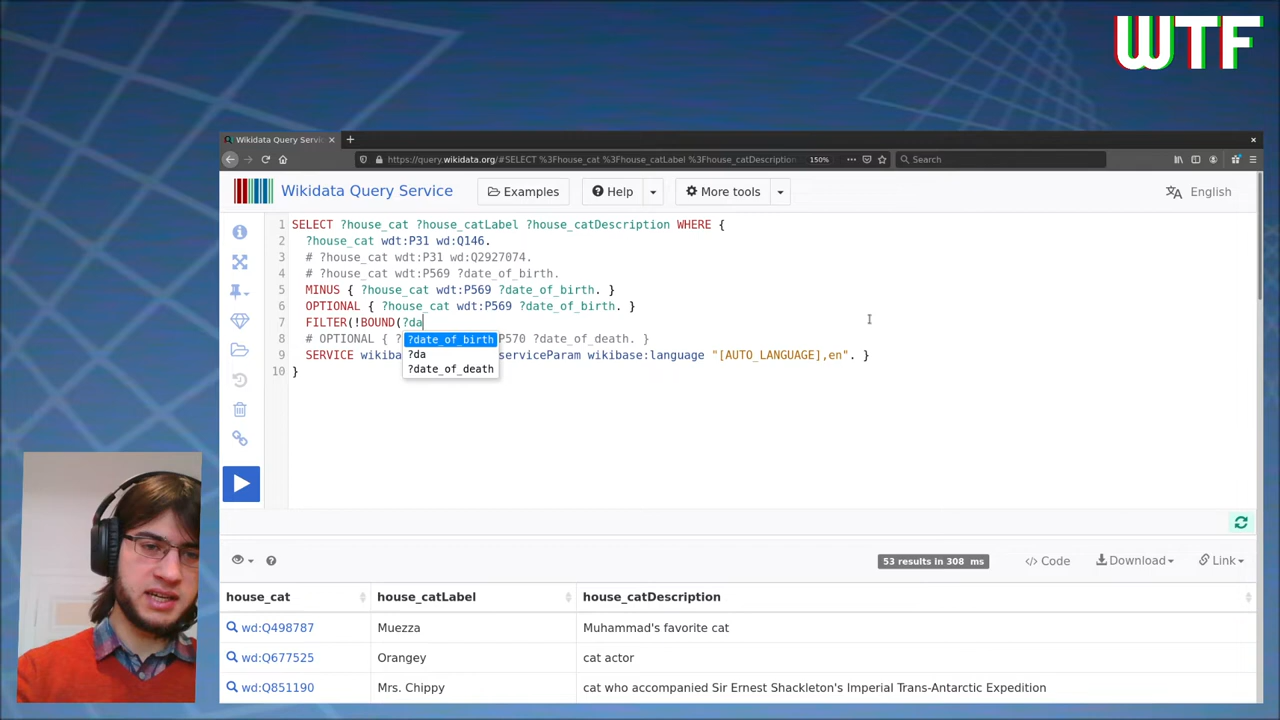 WTF
Wikidata Query Servic
https://query.wikidata.org/#SELECT %3Fhouse_cat %3Fhouse_catLabel %3Fhouse_catDescription
150%
Search
Wikidata Query Service
Examples
Help
More tools
English
1 SELECT ?house_cat ?house_catLabel ?house_catDescription WHERE {
2 ?house_cat wdt:P31 wd:Q146.
3 # ?house_cat wdt:P31 wd:Q2927074.
4 # ?house_cat wdt:P569 ?date_of_birth.
5 MINUS { ?house_cat wdt:P569 ?date_of_birth. }
6 OPTIONAL { ?house_cat wdt:P569 ?date_of_birth. }
7 FILTER(!BOUND(?da
8 # OPTIONAL { ? P570 ?date_of_death. }
9 SERVICE wikiba serviceParam wikibase:language "[AUTO_LANGUAGE],en". }
10 }
?date_of_birth
?da
?date_of_death
53 results in 308 ms
</> Code
Download
Link
house_cat house_catLabel house_catDescription
wd:Q498787 Muezza Muhammad's favorite cat
wd:Q677525 Orangey cat actor
wd:Q851190 Mrs. Chippy cat who accompanied Sir Ernest Shackleton's Imperial Trans-Antarctic Expedition